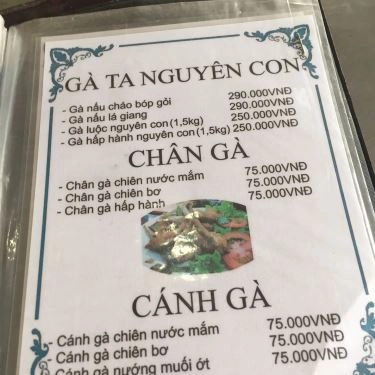 GÀ TA NGUYÊN CON
- Gà nấu cháo bóp gỏi 290.000VNĐ
- Gà nấu lá giang 290.000VNĐ
- Gà luộc nguyên con (1,5kg) 250.000VNĐ
- Gà hấp hành nguyên con (1,5kg) 250.000VNĐ
CHÂN GÀ
- Chân gà chiên nước mắm 75.000VNĐ
- Chân gà chiên bơ 75.000VNĐ
- Chân gà hấp hành 75.000VNĐ
CÁNH GÀ
- Cánh gà chiên nước mắm 75.000VNĐ
- Cánh gà chiên bơ 75.000VNĐ
- Cánh gà nướng muối ớt 75.000VNĐ